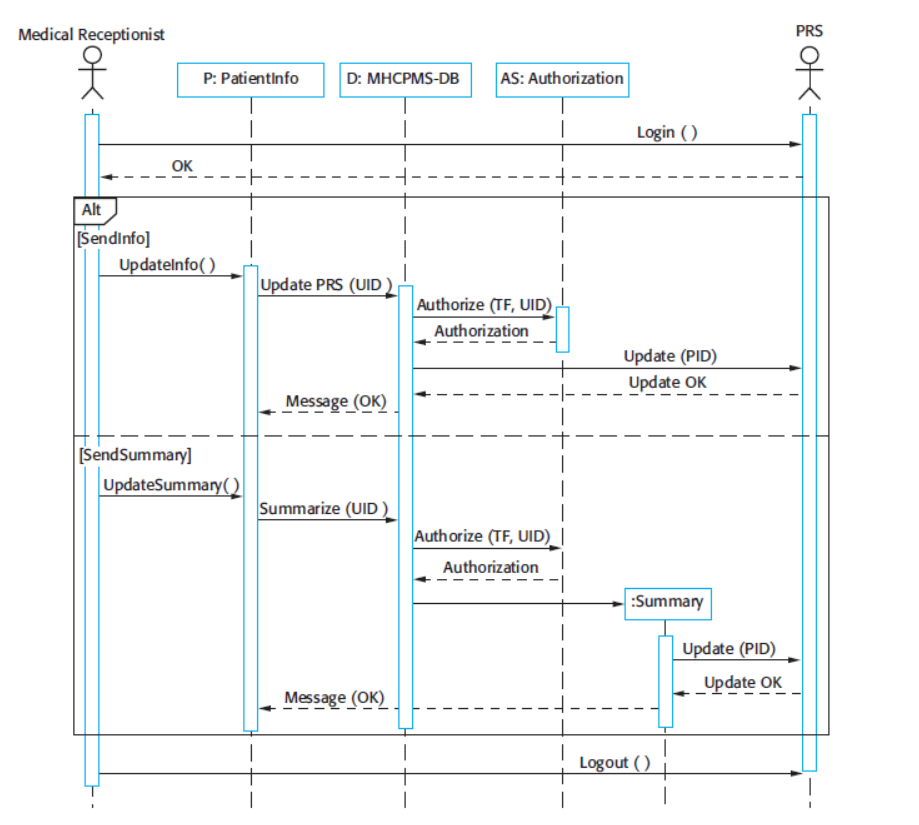 Medical Receptionist
PRS
P: PatientInfo
D: MHCPMS-DB
AS: Authorization
Login ( )
OK
Alt
[SendInfo]
UpdateInfo( )
Update PRS (UID )
Authorize (TF, UID)
Authorization
Update (PID)
Update OK
Message (OK)
[SendSummary]
UpdateSummary( )
Summarize (UID )
Authorize (TF, UID)
Authorization
:Summary
Update (PID)
Update OK
Message (OK)
Logout ( )